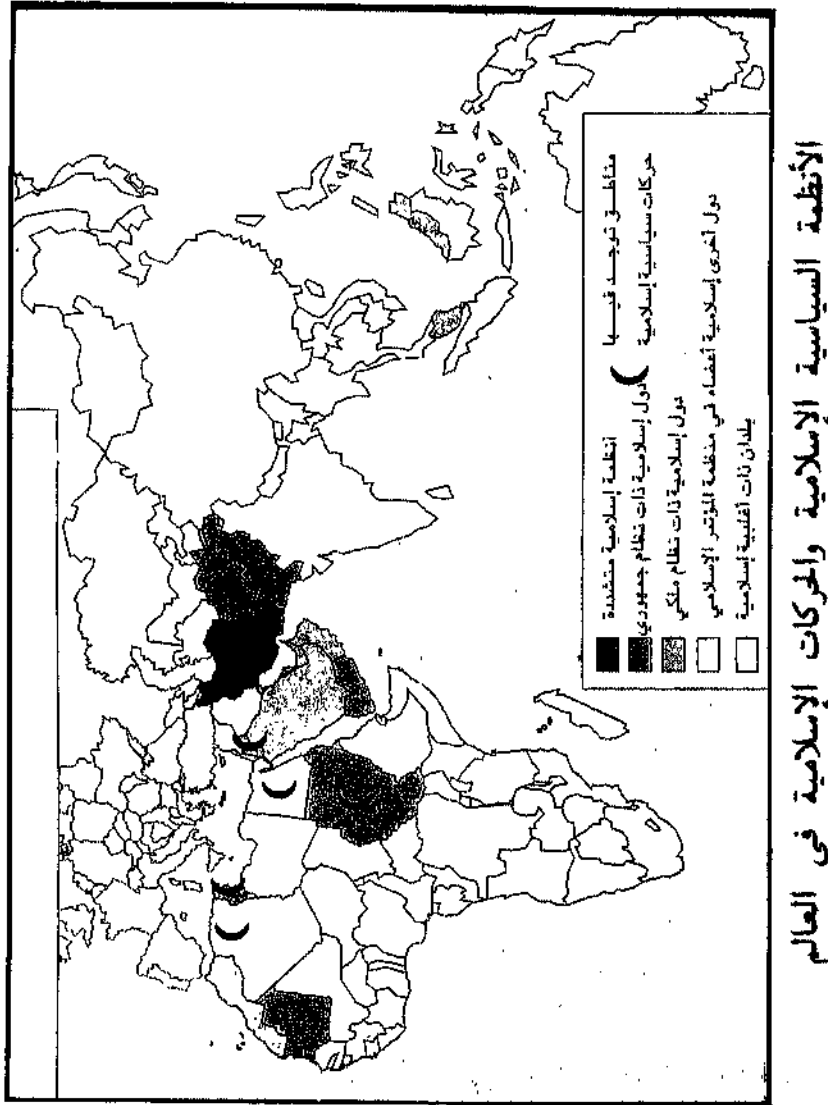 أنظمة إسلامية متشددة
دول إسلامية ذات نظام جمهوري
دول إسلامية ذات نظام ملكي
دول أخرى إسلامية أعضاء في منظمة المؤتمر الإسلامي
بلدان ذات أغلبية إسلامية
مناطق توجد فيها
حركات سياسية إسلامية
الأنظمة السياسية الإسلامية والحركات الإسلامية في العالم